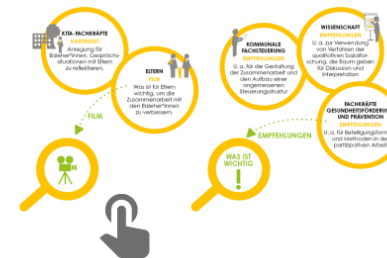 KITA-FACHKRÄFTE
KARTENSET
Anregung für
Erzieher*innen, Gesprächs-
situationen mit Eltern
zu reflektieren.
ELTERN
FILM
Was ist für Eltern
wichtig, um die
Zusammenarbeit mit
den Erzieher*innen
zu verbessern.
FILM
KOMMUNALE
FACHSTEUERUNG
EMPFEHLUNGEN
U. a. für die Gestaltung
der Zusammenarbeit und
den Aufbau einer
angemessenen
Steuerungsstruktur
WISSENSCHAFT
EMPFEHLUNGEN
U. a. zur Verwendung
von Verfahren der
qualitativen Sozialfor-
schung, die Raum geben
für Diskussion und
Interpretation
FACHKRÄFTE
GESUNDHEITSFÖRDERUNG
UND PRÄVENTION
EMPFEHLUNGEN
U. a. für Beteiligungsform
und Methoden in de
partizipativen Arbeit
EMPFEHLUNGEN
WAS IST
WICHTIG
!